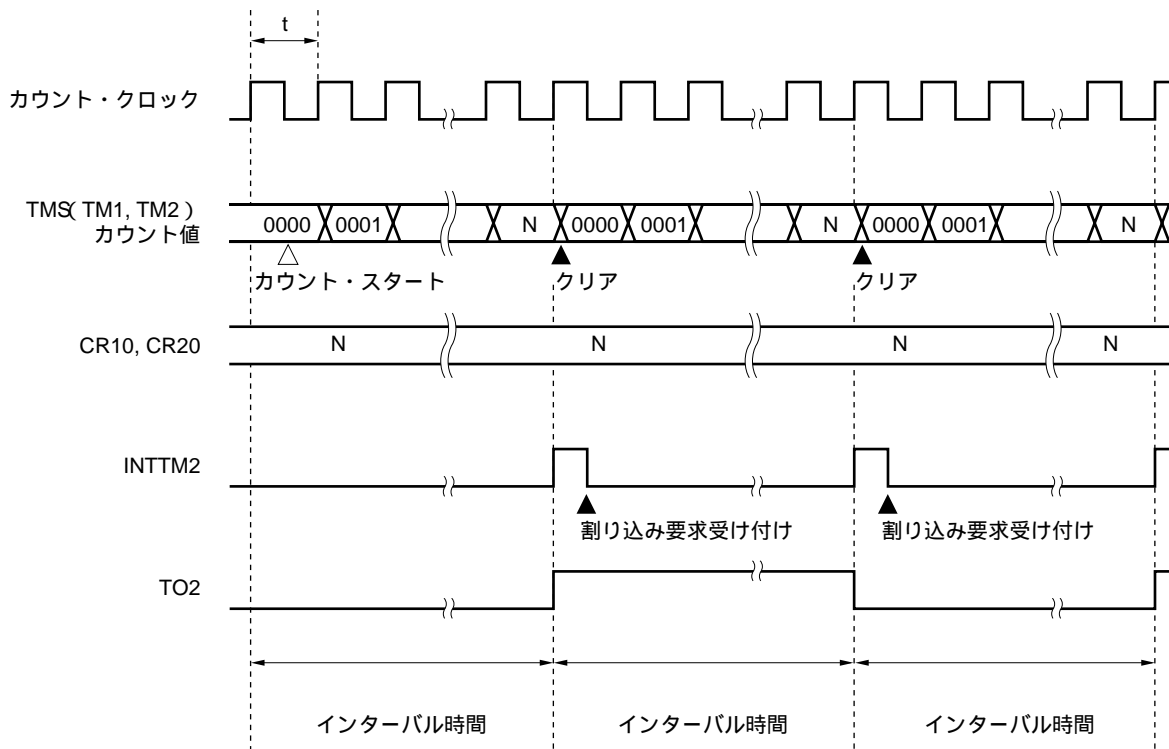 t
カウント・クロック
TMS( TM1, TM2 )
カウント値
0000 0001 N 0000 0001 N 0000 0001 N
カウント・スタート クリア クリア
CR10, CR20 N N N N
INTTM2
割り込み要求受け付け 割り込み要求受け付け
TO2
インターバル時間 インターバル時間 インターバル時間